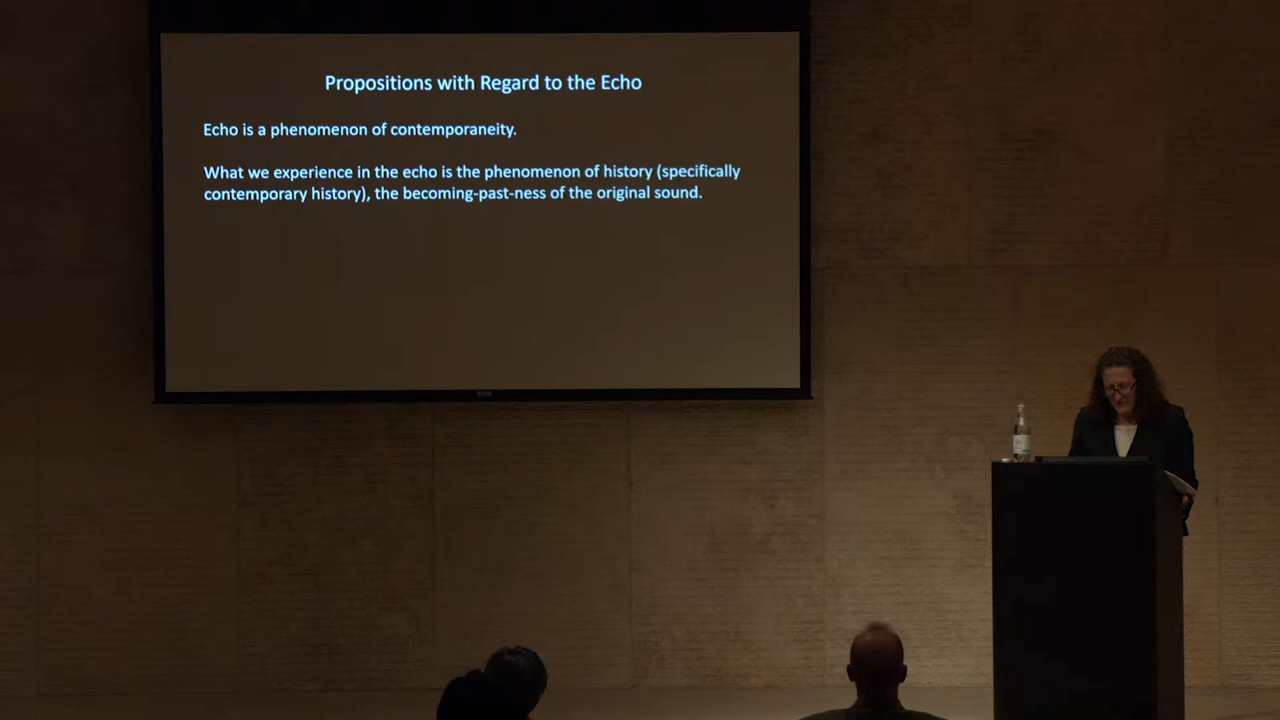 Propositions with Regard to the Echo
Echo is a phenomenon of contemporaneity.
What we experience in the echo is the phenomenon of history (specifically
contemporary history), the becoming-past-ness of the original sound.